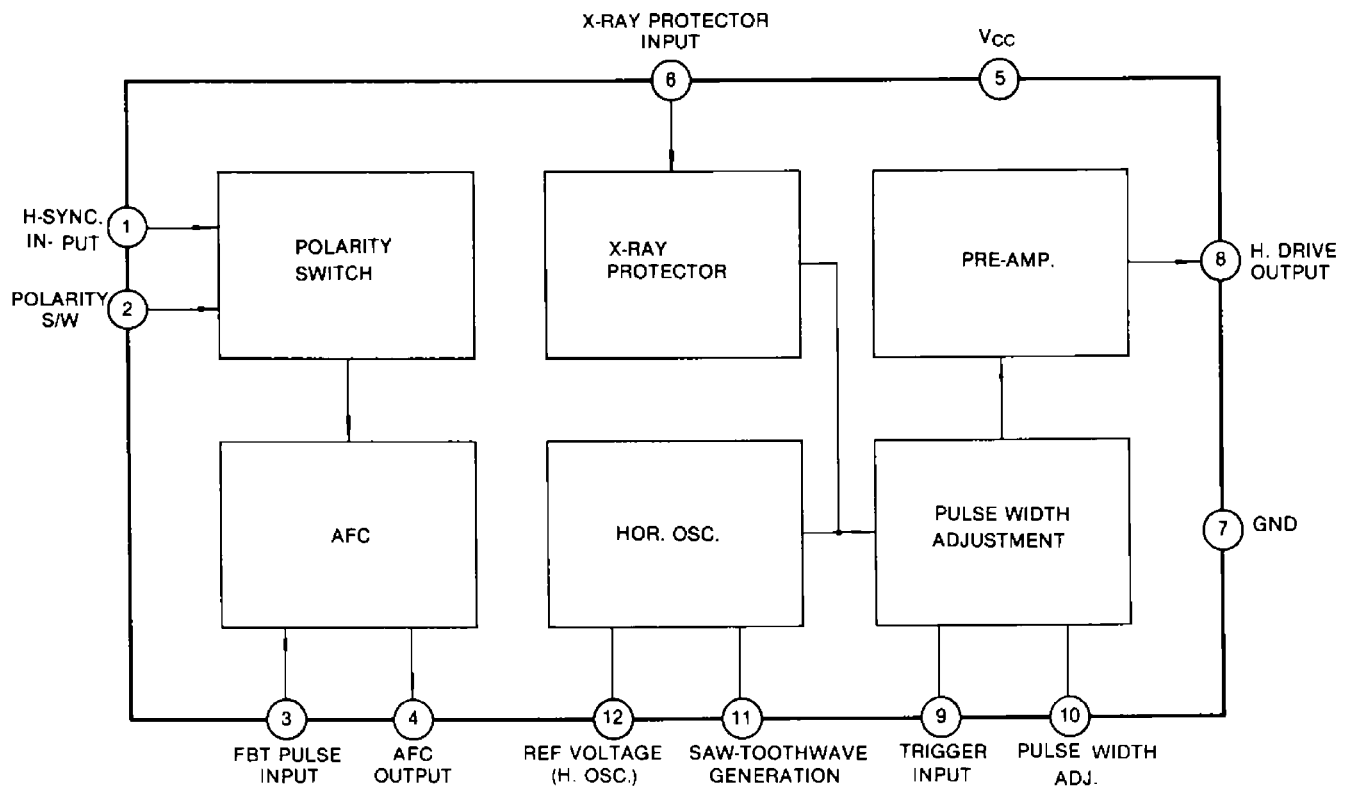 X-RAY PROTECTOR
INPUT
VCC
6
5
H-SYNC.
IN- PUT
1
POLARITY
S/W
2
POLARITY
SWITCH
X-RAY
PROTECTOR
PRE-AMP.
8
H. DRIVE
OUTPUT
AFC
HOR. OSC.
PULSE WIDTH
ADJUSTMENT
7
GND
3
4
12
11
9
10
FBT PULSE
INPUT
AFC
OUTPUT
REF VOLTAGE
(H. OSC.)
SAW-TOOTHWAVE
GENERATION
TRIGGER
INPUT
PULSE WIDTH
ADJ.